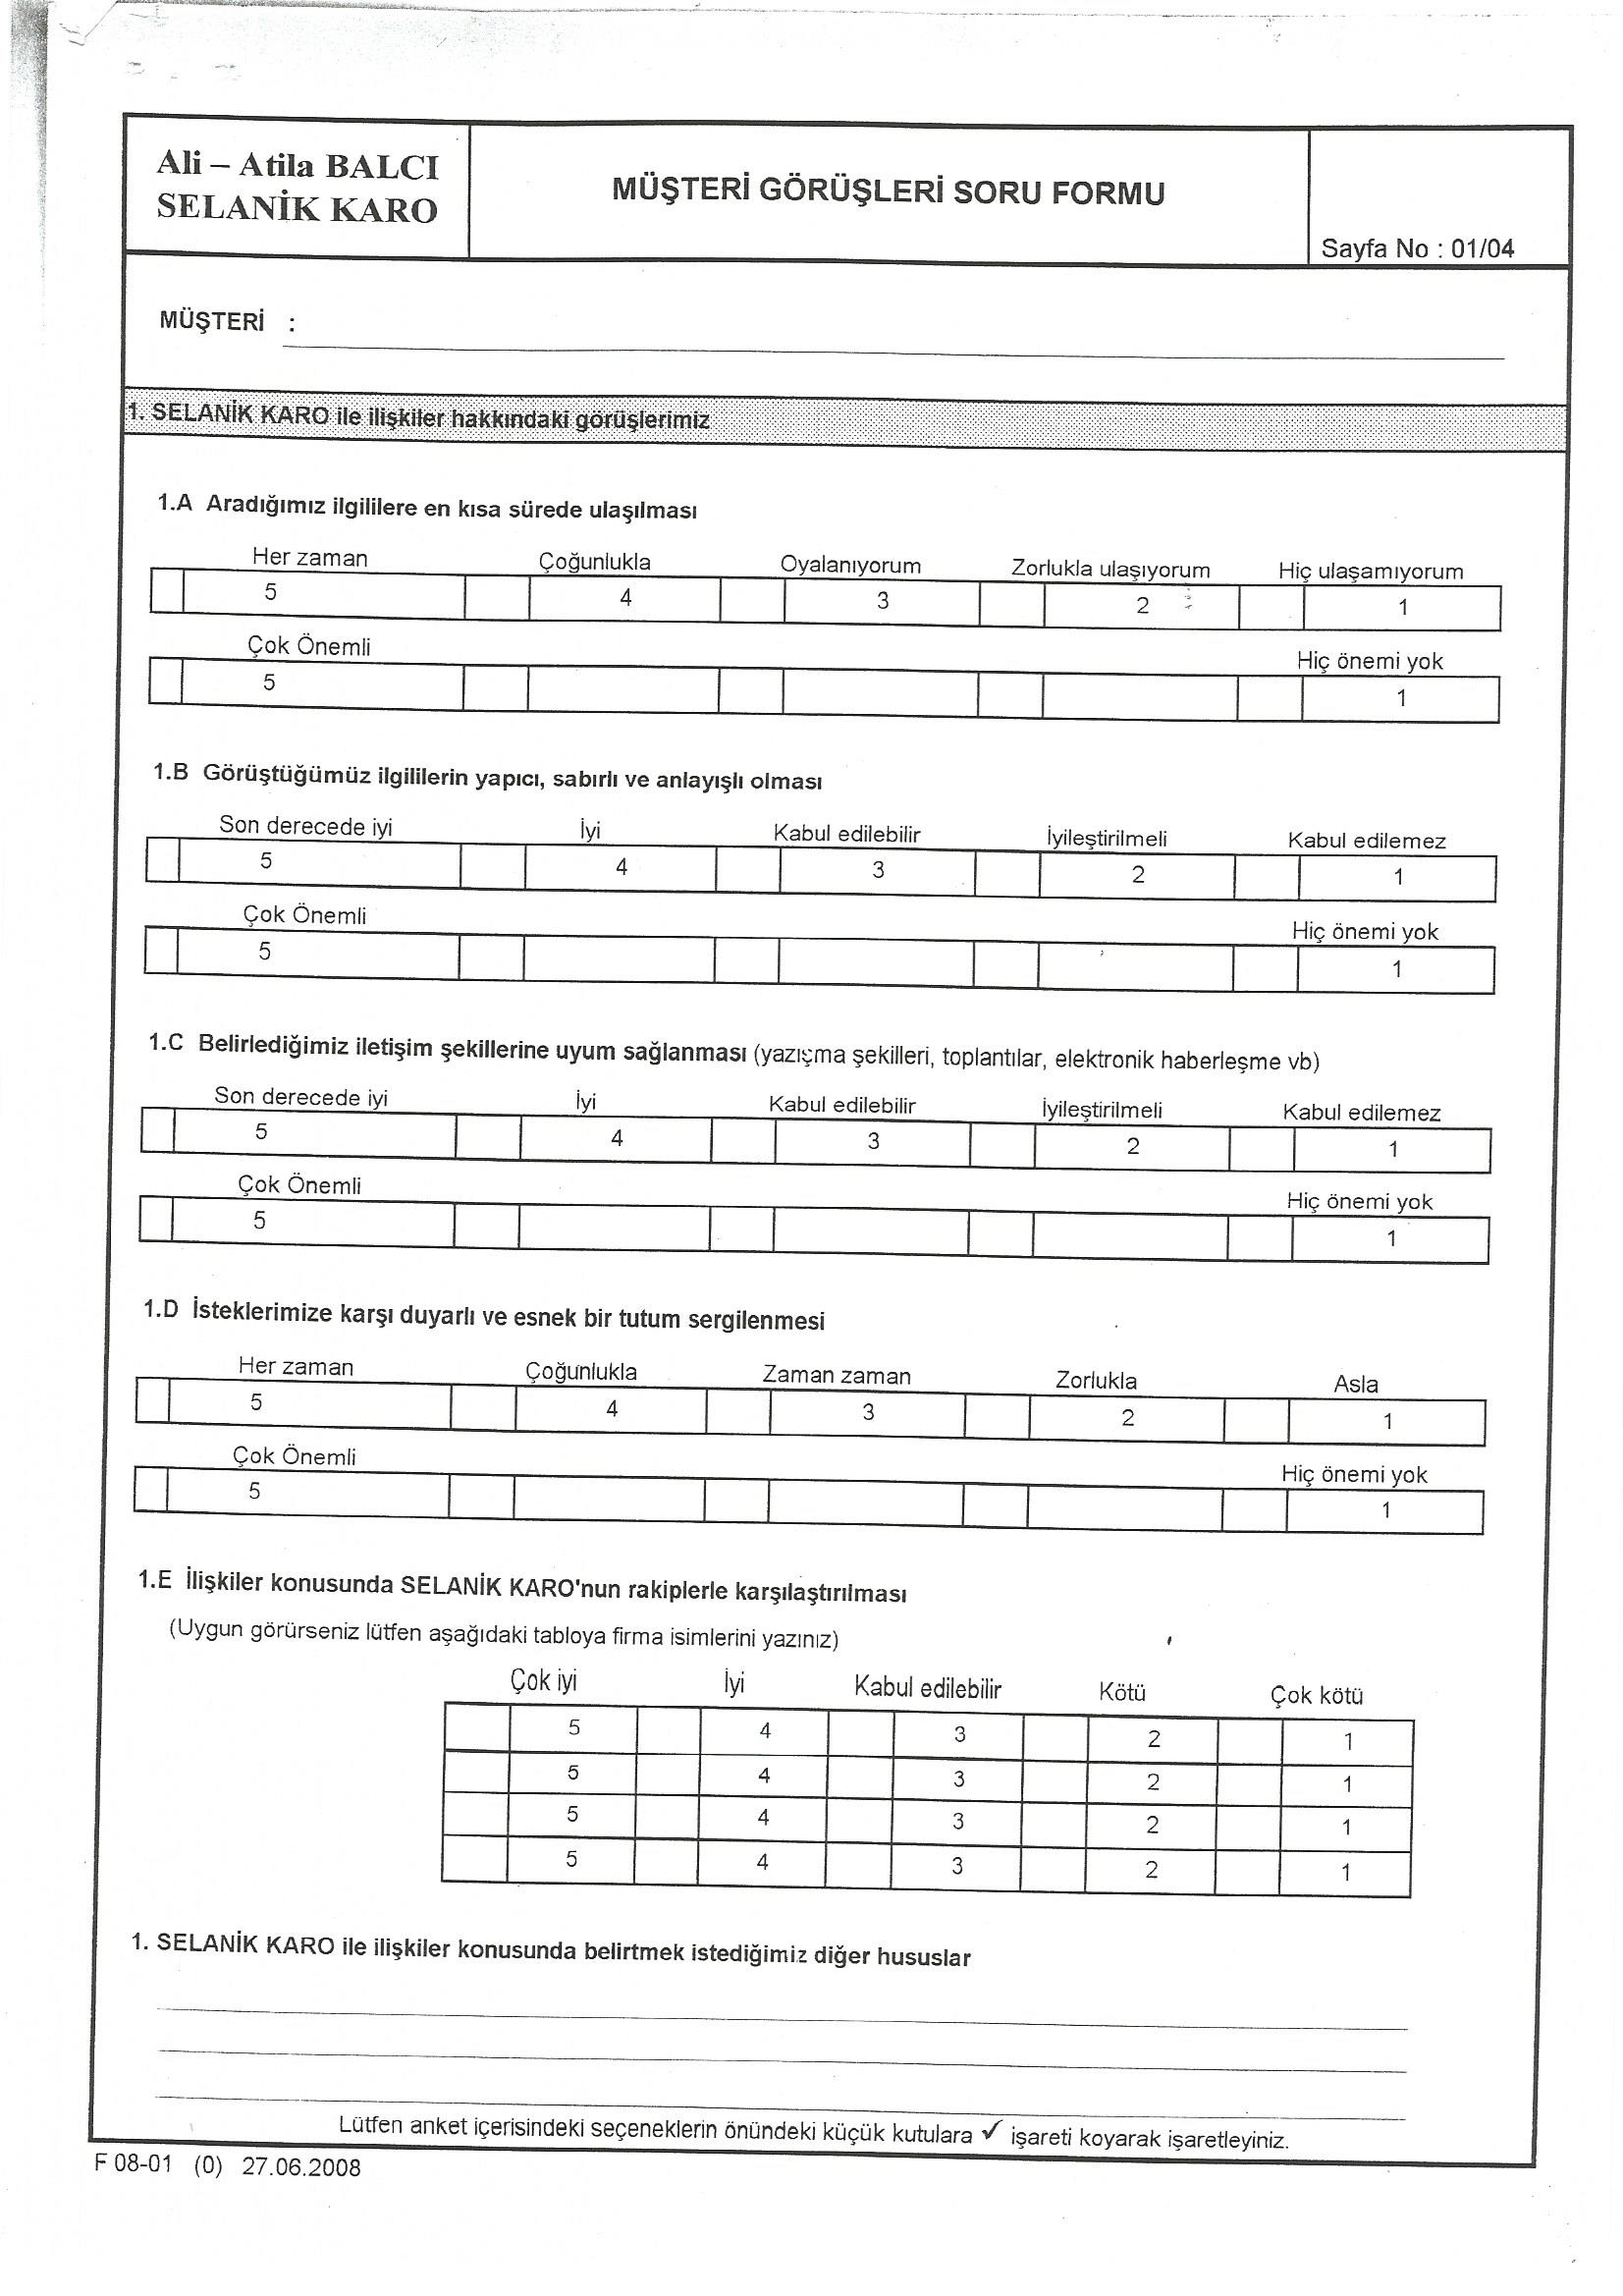 Ali – Atila BALCI
SELANİK KARO
MÜŞTERİ GÖRÜŞLERİ SORU FORMU
Sayfa No : 01/04
MÜŞTERİ :
1. SELANİK KARO ile ilişkiler hakkındaki görüşlerimiz
1.A Aradığımız ilgililere en kısa sürede ulaşılması
Her zaman Çoğunlukla Oyalanıyorum Zorlukla ulaşıyorum Hiç ulaşamıyorum
5 4 3 2 1
Çok Önemli Hiç önemi yok
5 1
1.B Görüştüğümüz ilgililerin yapıcı, sabırlı ve anlayışlı olması
Son derecede iyi İyi Kabul edilebilir İyileştirilmeli Kabul edilemez
5 4 3 2 1
Çok Önemli Hiç önemi yok
5 1
1.C Belirlediğimiz iletişim şekillerine uyum sağlanması (yazışma şekilleri, toplantılar, elektronik haberleşme vb)
Son derecede iyi İyi Kabul edilebilir İyileştirilmeli Kabul edilemez
5 4 3 2 1
Çok Önemli Hiç önemi yok
5 1
1.D İsteklerimize karşı duyarlı ve esnek bir tutum sergilenmesi
Her zaman Çoğunlukla Zaman zaman Zorlukla Asla
5 4 3 2 1
Çok Önemli Hiç önemi yok
5 1
1.E İlişkiler konusunda SELANİK KARO'nun rakiplerle karşılaştırılması
(Uygun görürseniz lütfen aşağıdaki tabloya firma isimlerini yazınız)
Çok iyi İyi Kabul edilebilir Kötü Çok kötü
5 4 3 2 1
5 4 3 2 1
5 4 3 2 1
5 4 3 2 1
1. SELANİK KARO ile ilişkiler konusunda belirtmek istediğimiz diğer hususlar
Lütfen anket içerisindeki seçeneklerin önündeki küçük kutulara ✓ işareti koyarak işaretleyiniz.
F 08-01 (0) 27.06.2008